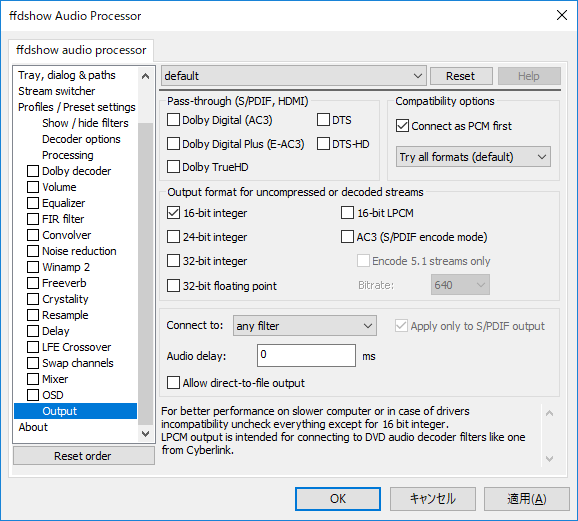 ffdshow Audio Processor
ffdshow audio processor
Tray, dialog & paths
Stream switcher
Profiles / Preset settings
Show / hide filters
Decoder options
Processing
Dolby decoder
Volume
Equalizer
FIR filter
Convolver
Noise reduction
Winamp 2
Freeverb
Crystality
Resample
Delay
LFE Crossover
Swap channels
Mixer
OSD
Output
About
Reset order
default
Reset
Help
Pass-through (S/PDIF, HDMI)
Dolby Digital (AC3)
DTS
Dolby Digital Plus (E-AC3)
DTS-HD
Dolby TrueHD
Compatibility options
Connect as PCM first
Try all formats (default)
Output format for uncompressed or decoded streams
16-bit integer
16-bit LPCM
24-bit integer
AC3 (S/PDIF encode mode)
32-bit integer
Encode 5.1 streams only
32-bit floating point
Bitrate:
640
Connect to:
any filter
Apply only to S/PDIF output
Audio delay:
0
ms
Allow direct-to-file output
For better performance on slower computer or in case of drivers
incompatibility uncheck everything except for 16 bit integer.
LPCM output is intended for connecting to DVD audio decoder filters like one
from Cyberlink.
OK
キャンセル
適用(A)